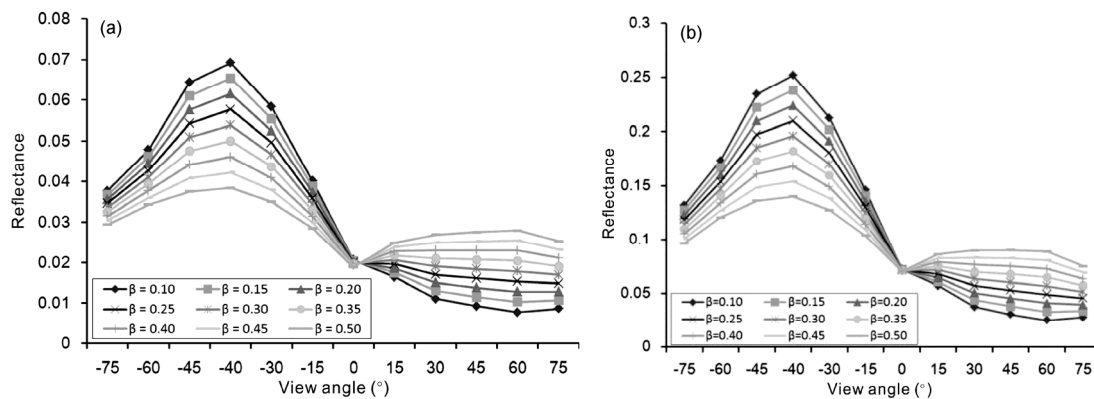 (a)
Reflectance
0.08
0.07
0.06
0.05
0.04
0.03
0.02
0.01
0
β = 0.10 β = 0.15 β = 0.20
β = 0.25 β = 0.30 β = 0.35
β = 0.40 β = 0.45 β = 0.50
-75 -60 -45 -40 -30 -15 0 15 30 45 60 75
View angle (°)
(b)
Reflectance
0.3
0.25
0.2
0.15
0.1
0.05
0
β=0.10 β=0.15 β=0.20
β=0.25 β=0.30 β=0.35
β=0.40 β=0.45 β=0.50
-75 -60 -45 -40 -30 -15 0 15 30 45 60 75
View angle (°)